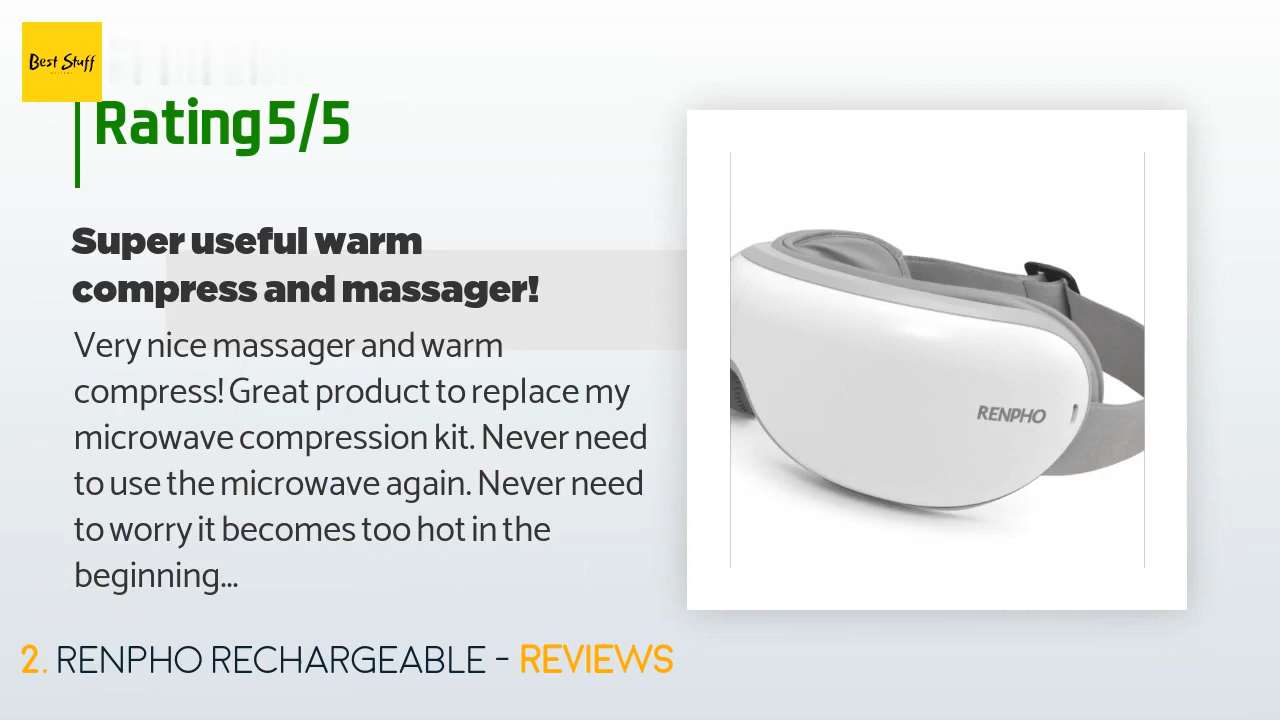 Best Stuff
Rating 5/5
Super useful warm
compress and massager!
Very nice massager and warm
compress! Great product to replace my
microwave compression kit. Never need
to use the microwave again. Never need
to worry it becomes too hot in the
beginning...
RENPHO
2. RENPHO RECHARGEABLE - REVIEWS